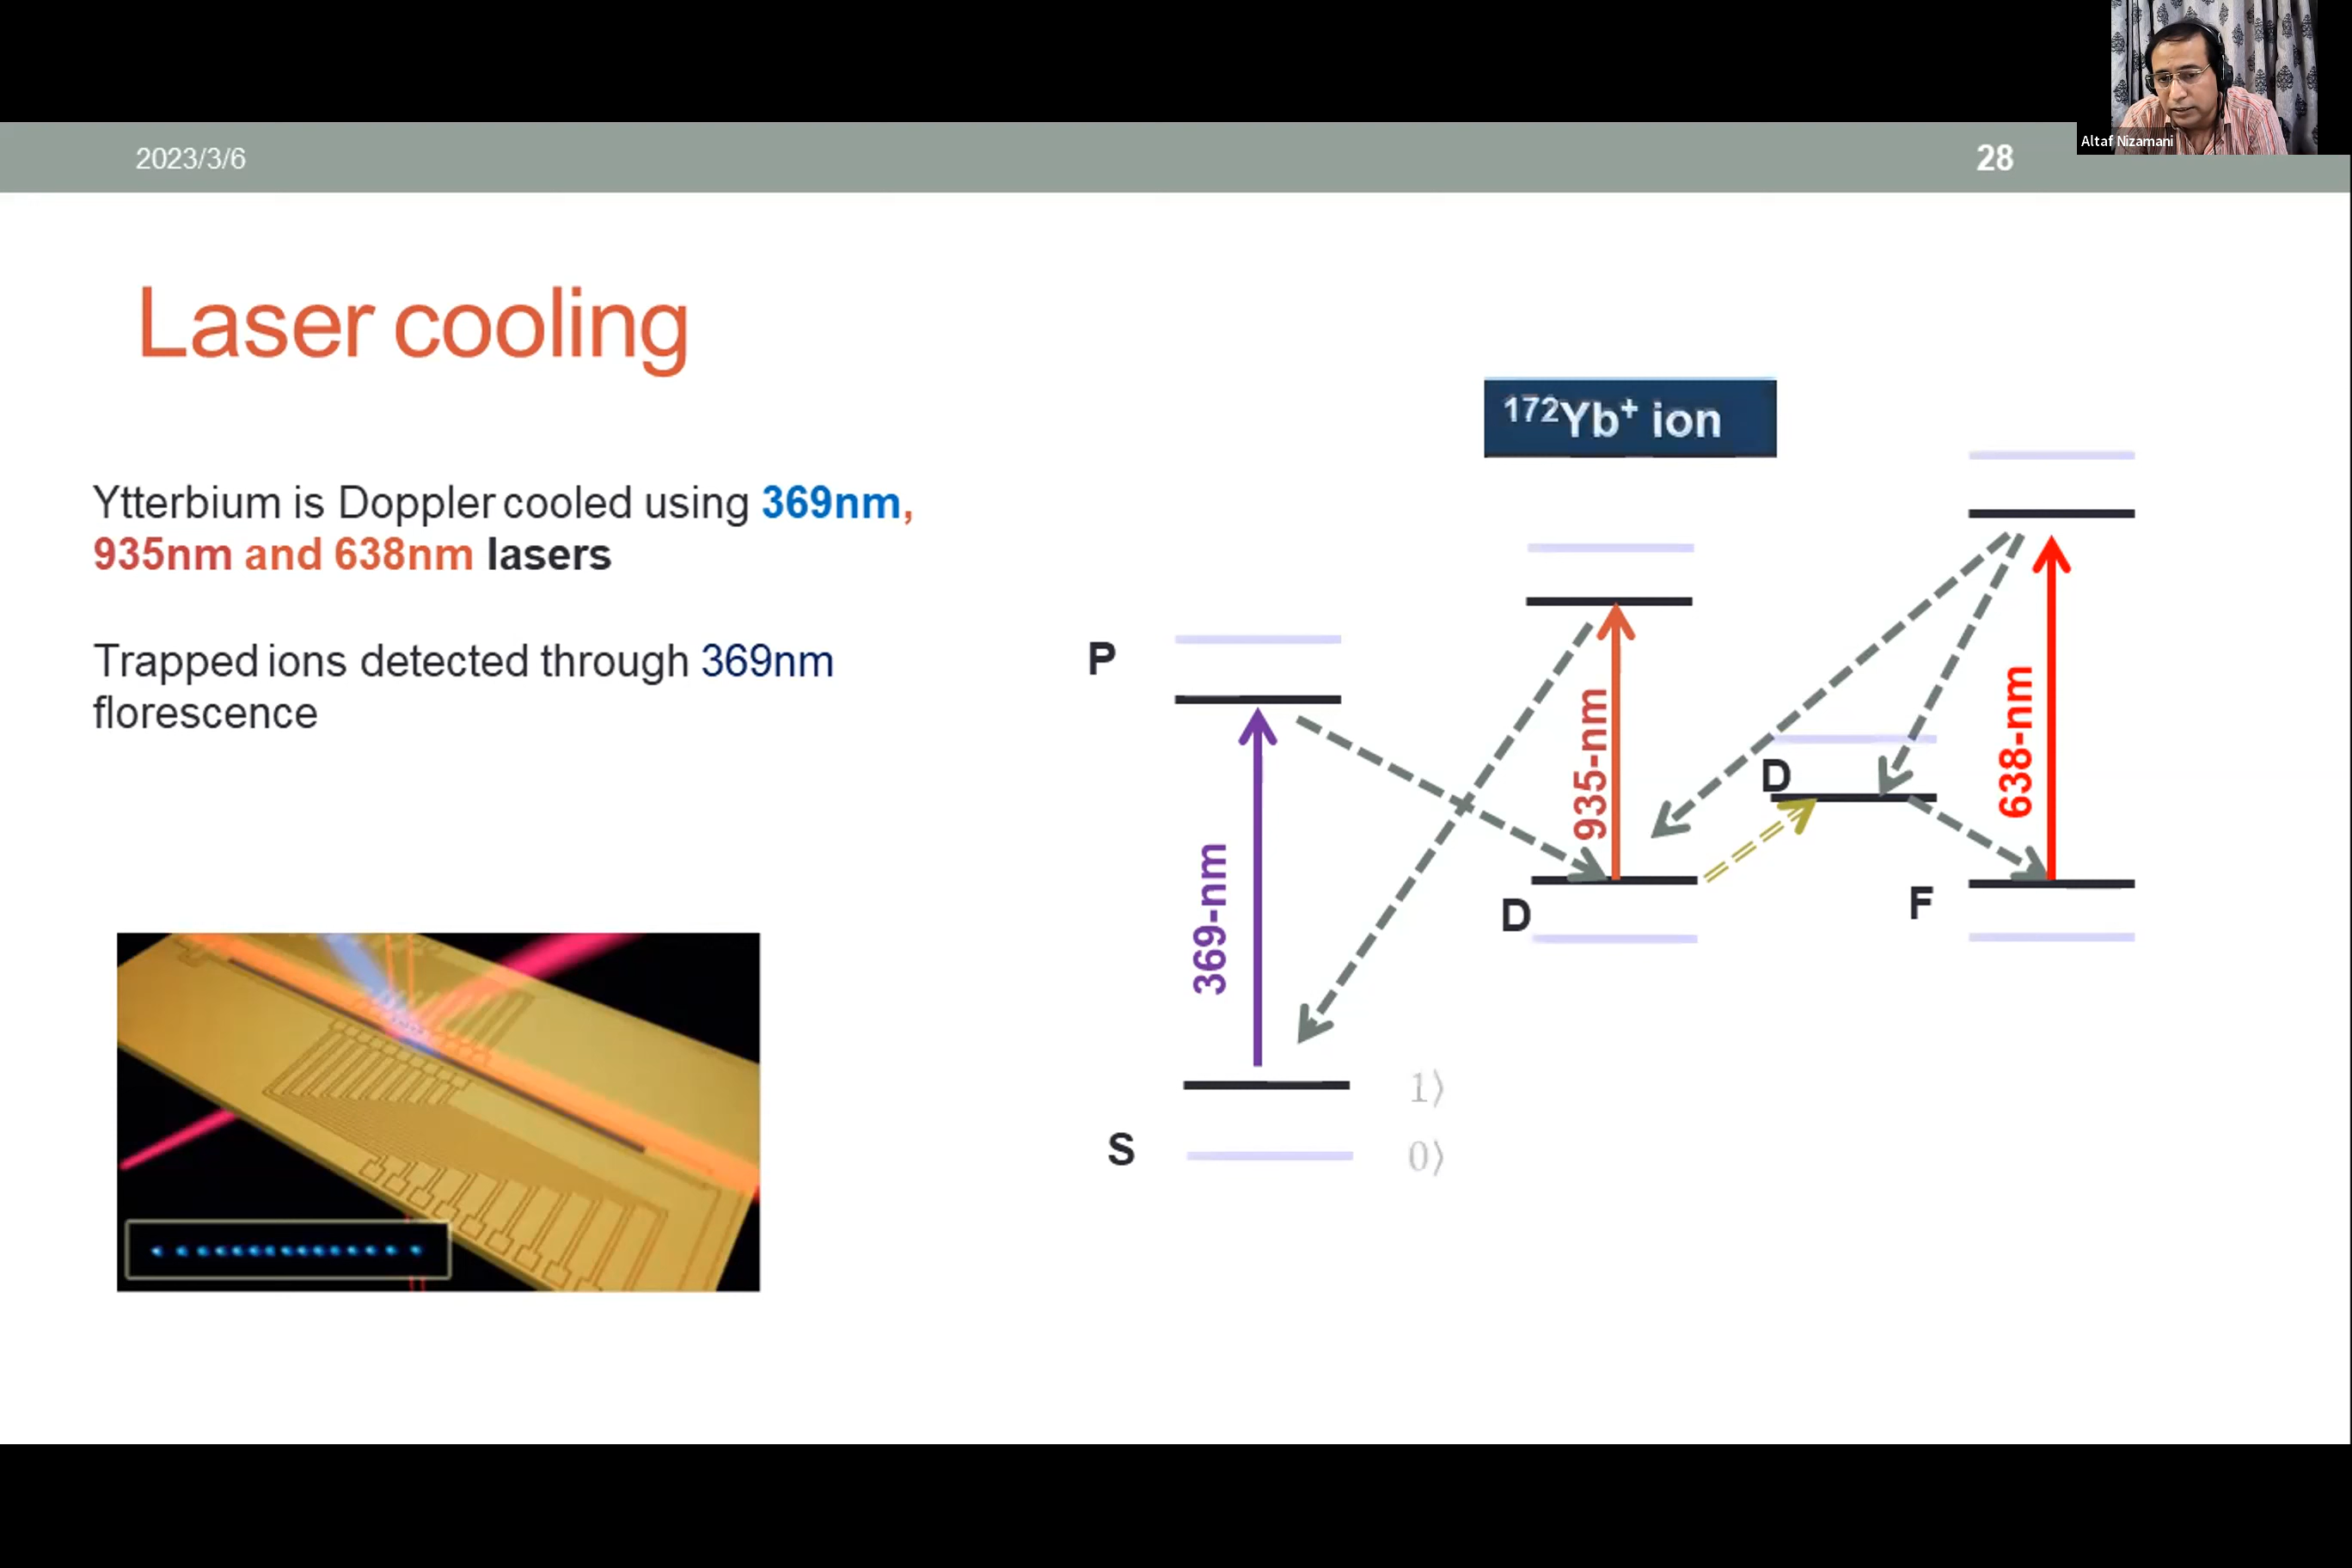 Altaf Nizamani
2023/3/6
28
Laser cooling
Ytterbium is Doppler cooled using 369nm,
935nm and 638nm lasers
Trapped ions detected through 369nm
florescence
¹⁷²Yb⁺ ion
P
369-nm
S
1⟩
0⟩
935-nm
D
D
638-nm
F